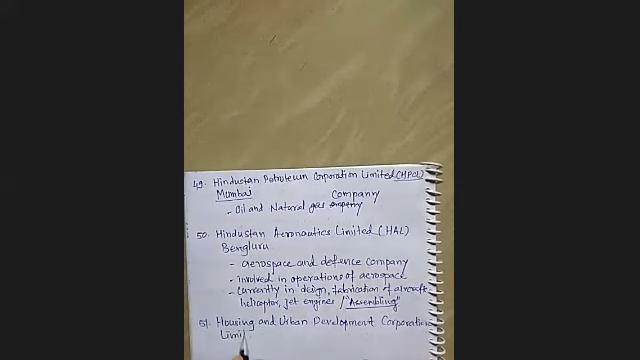 49. Hindustan Petroleum Corporation Limited (HPCL)
Mumbai
Company
- Oil and Natural gas
50. Hindustan Aeronautics Limited (HAL)
Bengluru
- aerospace and defence company
- involved in operations of aerospace
- currently in design, fabrication of aircraft
helicoptor, jet engines / "Assembling"
51. Housing and Urban Development Corporation
Limi